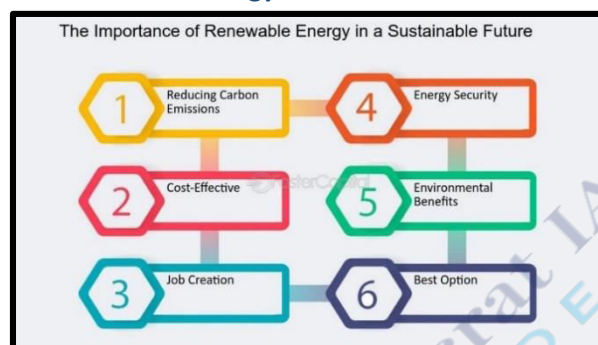 The Importance of Renewable Energy in a Sustainable Future
1
Reducing Carbon
Emissions
2
Cost-Effective
3
Job Creation
4
Energy Security
5
Environmental
Benefits
6
Best Option
FasterCapital